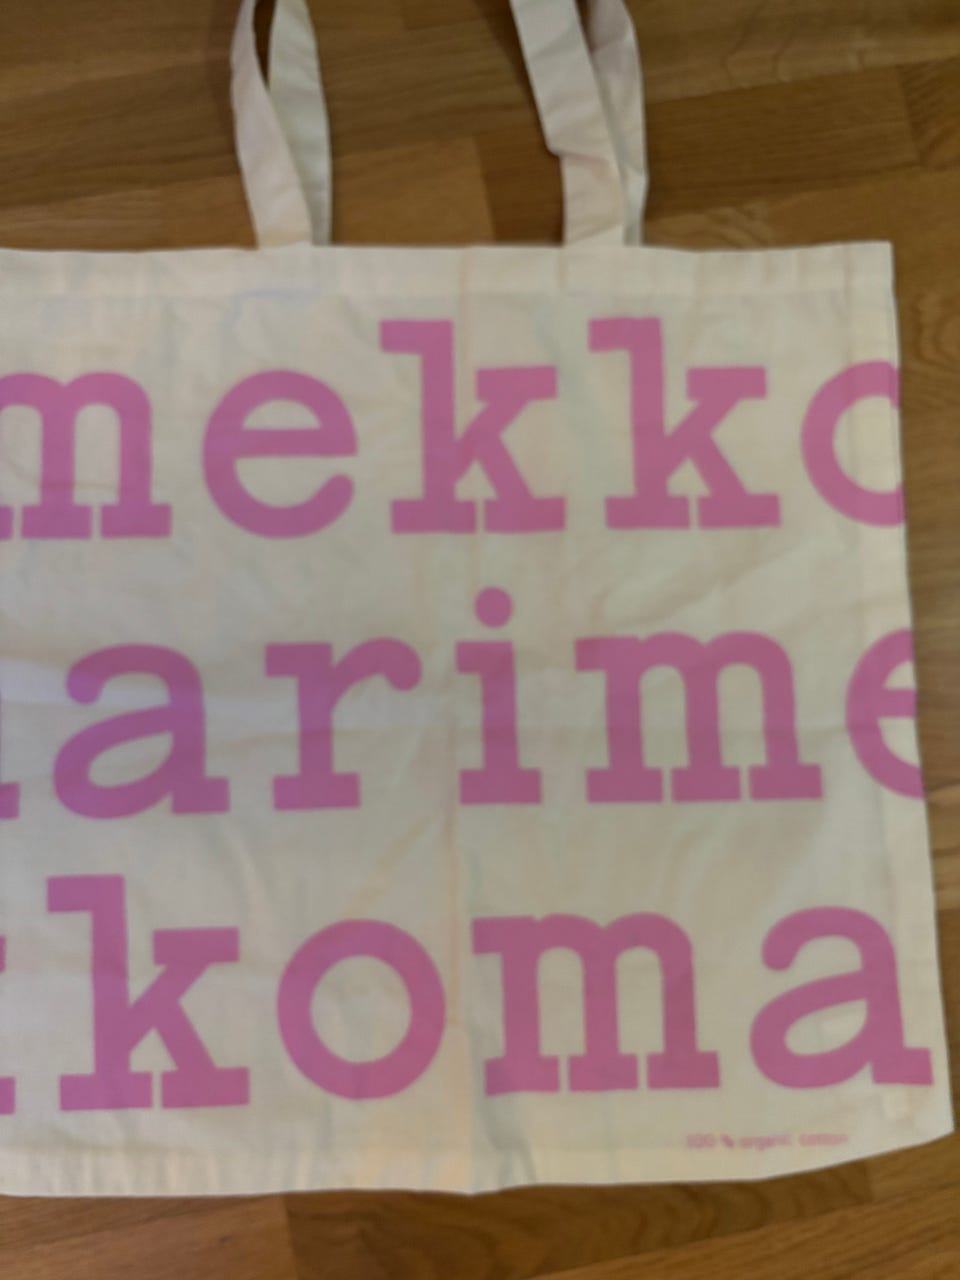 mekko
arime
koma
100 % organic cotton